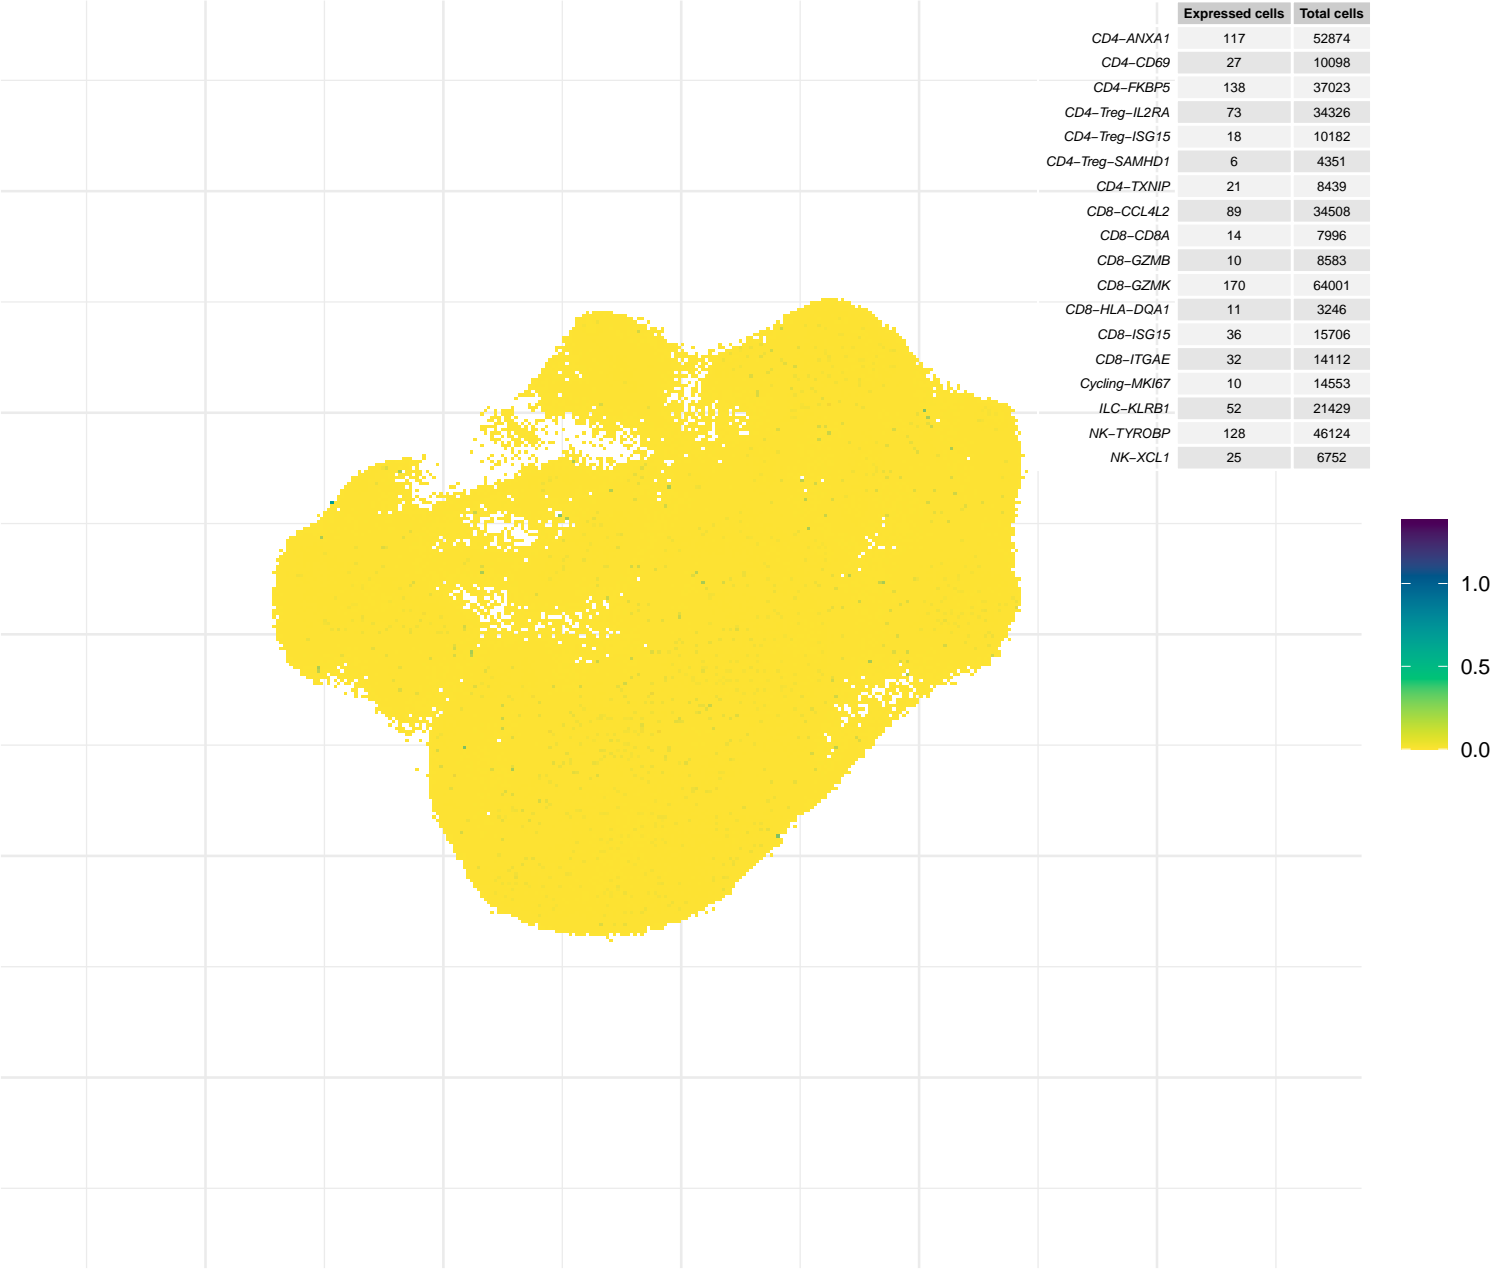 Expressed cells Total cells
CD4−ANXA1 117 52874
CD4−CD69 27 10098
CD4−FKBP5 138 37023
CD4−Treg−IL2RA 73 34326
CD4−Treg−ISG15 18 10182
CD4−Treg−SAMHD1 6 4351
CD4−TXNIP 21 8439
CD8−CCL4L2 89 34508
CD8−CD8A 14 7996
CD8−GZMB 10 8583
CD8−GZMK 170 64001
CD8−HLA−DQA1 11 3246
CD8−ISG15 36 15706
CD8−ITGAE 32 14112
Cycling−MKI67 10 14553
ILC−KLRB1 52 21429
NK−TYROBP 128 46124
NK−XCL1 25 6752
1.0
0.5
0.0